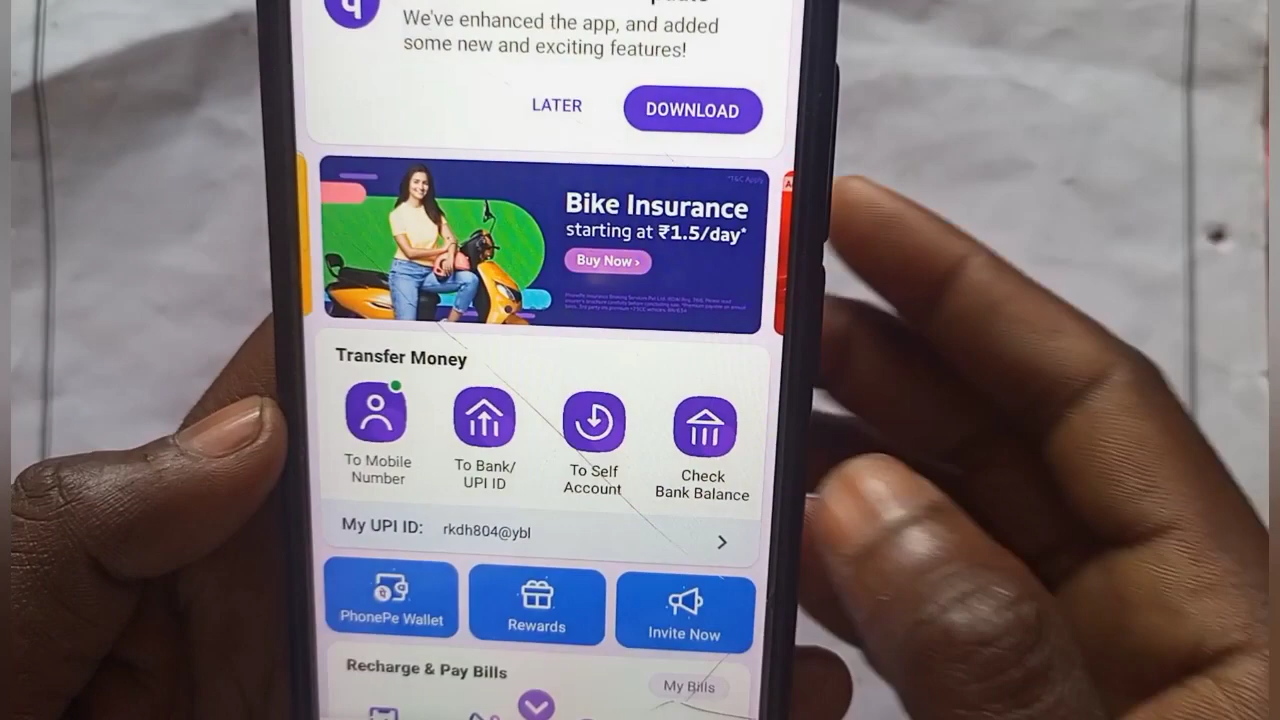 We've enhanced the app, and added
some new and exciting features!
LATER
DOWNLOAD
*T&C Apply
Bike Insurance
starting at ₹1.5/day*
Buy Now ›
Transfer Money
To Mobile
Number
To Bank/
UPI ID
To Self
Account
Check
Bank Balance
My UPI ID: rkdh804@ybl
PhonePe Wallet
Rewards
Invite Now
Recharge & Pay Bills
My Bills